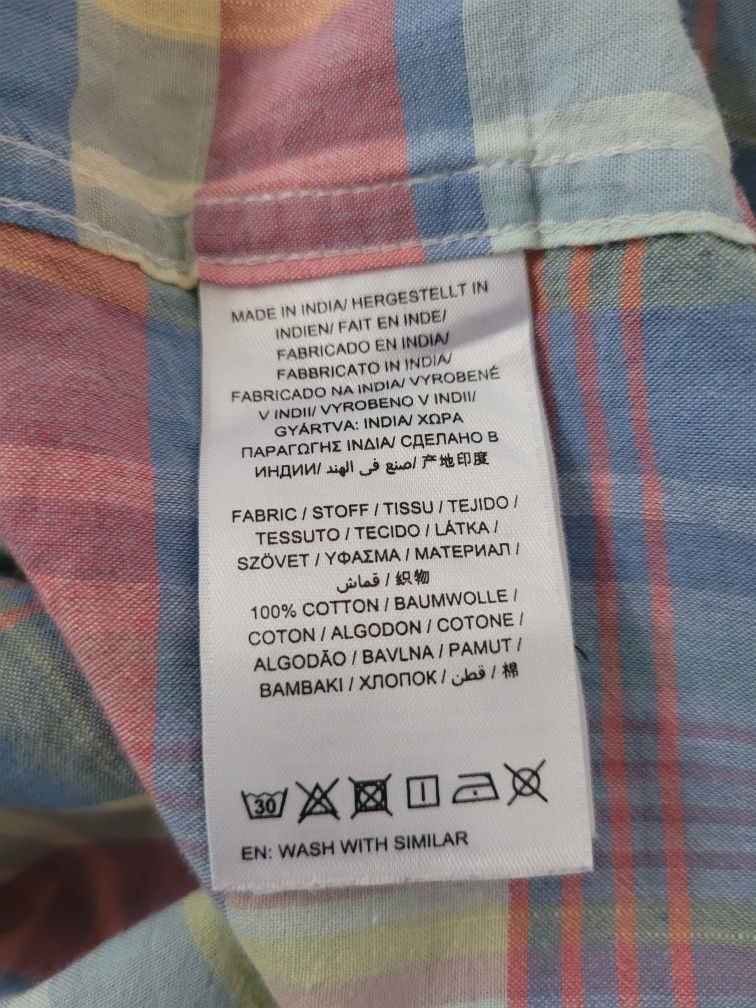 MADE IN INDIA/ HERGESTELLT IN
INDIEN/ FAIT EN INDE/
FABRICADO EN INDIA/
FABBRICATO IN INDIA/
FABRICADO NA INDIA/ VYROBENÉ
V INDII/ VYROBENO V INDII/
GYÁRTVA: INDIA/ ΧΩΡΑ
ΠΑΡΑΓΩΓΗΣ ΙΝΔΙΑ/ СДЕЛАНО В
ИНДИИ/ صنع في الهند/ 产地印度
FABRIC / STOFF / TISSU / TEJIDO /
TESSUTO / TECIDO / LÁTKA /
SZÖVET / ΥΦΑΣΜΑ / МАТЕРИАЛ /
قماش / 织物
100% COTTON / BAUMWOLLE /
COTON / ALGODON / COTONE /
ALGODÃO / BAVLNA / PAMUT /
ΒΑΜΒΑΚΙ / ХЛОПОК / قطن / 棉
30
EN: WASH WITH SIMILAR